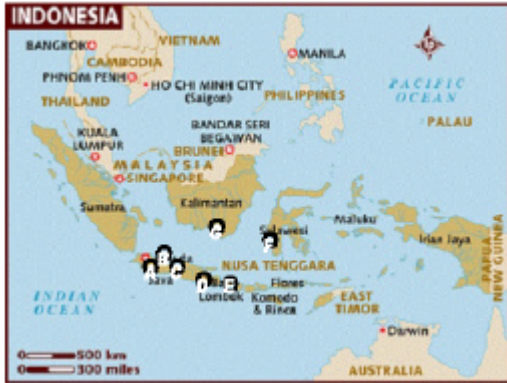 INDONESIA
VIETNAM
BANGKOK
MANILA
CAMBODIA
PHNOM PENH
HO CHI MINH CITY
(Saigon)
PACIFIC
OCEAN
PHILIPPINES
THAILAND
PALAU
KUALA
LUMPUR
BANDAR SERI
BEGAWAN
BRUNEI
MALAYSIA
SINGAPORE
Sumatra
Kalimantan
Maluku
Sulawesi
Irian Jaya
PAPUA
NEW GUINEA
NUSA TENGGARA
Java
Flores
Lombok
Komodo
& Rinca
EAST
TIMOR
INDIAN
OCEAN
Darwin
500 km
300 miles
AUSTRALIA